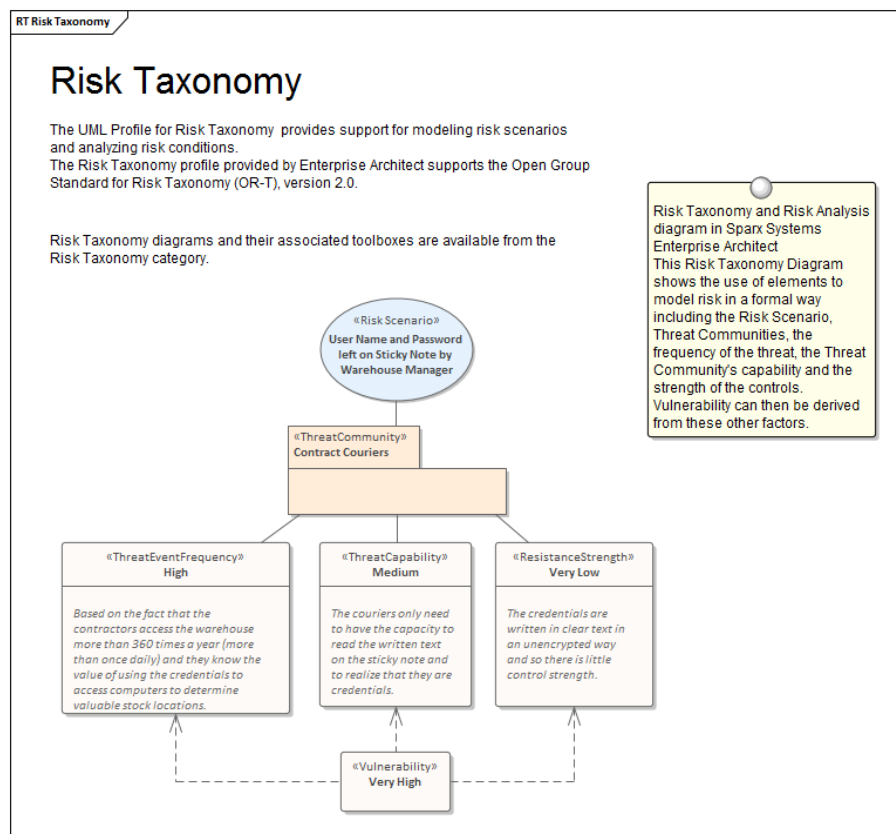 RT Risk Taxonomy
Risk Taxonomy
The UML Profile for Risk Taxonomy provides support for modeling risk scenarios
and analyzing risk conditions.
The Risk Taxonomy profile provided by Enterprise Architect supports the Open Group
Standard for Risk Taxonomy (OR-T), version 2.0.
Risk Taxonomy diagrams and their associated toolboxes are available from the
Risk Taxonomy category.
Risk Taxonomy and Risk Analysis
diagram in Sparx Systems
Enterprise Architect
This Risk Taxonomy Diagram
shows the use of elements to
model risk in a formal way
including the Risk Scenario,
Threat Communities, the
frequency of the threat, the Threat
Community's capability and the
strength of the controls.
Vulnerability can then be derived
from these other factors.
«Risk Scenario»
User Name and Password
left on Sticky Note by
Warehouse Manager
«ThreatCommunity»
Contract Couriers
«ThreatEventFrequency»
High
Based on the fact that the
contractors access the warehouse
more than 360 times a year (more
than once daily) and they know the
value of using the credentials to
access computers to determine
valuable stock locations.
«ThreatCapability»
Medium
The couriers only need
to have the capacity to
read the written text
on the sticky note and
to realize that they are
credentials.
«ResistanceStrength»
Very Low
The credentials are
written in clear text in
an unencrypted way
and so there is little
control strength.
«Vulnerability»
Very High